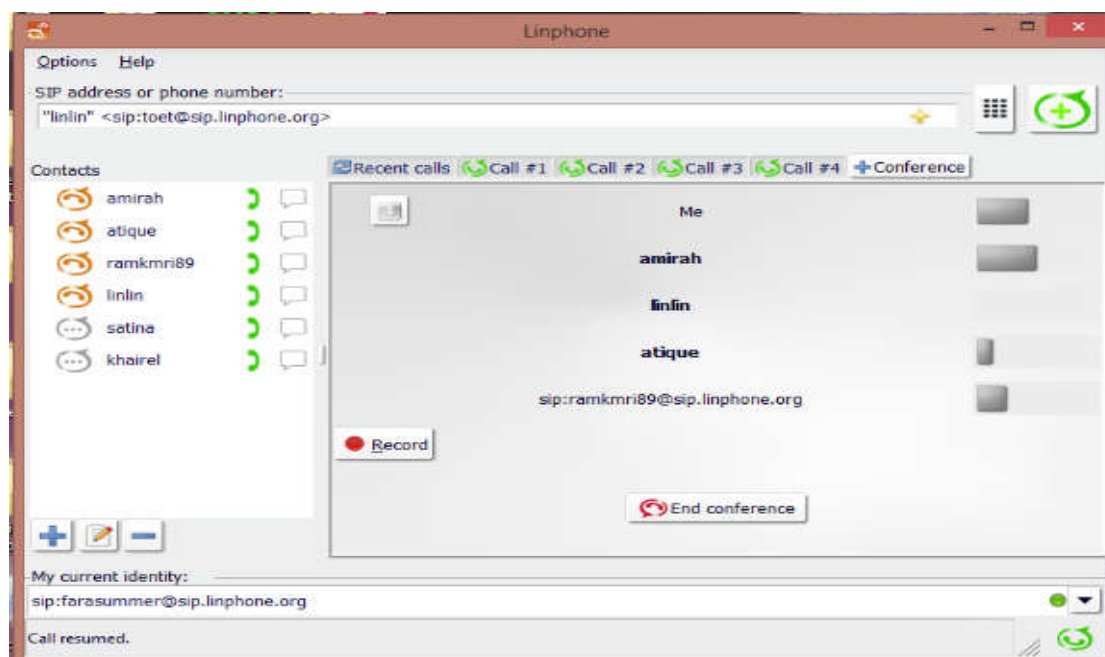 Linphone
Options Help
SIP address or phone number:
"linlin" <sip:toet@sip.linphone.org>
Contacts
Recent calls Call #1 Call #2 Call #3 Call #4 Conference
amirah
atique
ramkmri89
linlin
satina
khairel
Me
amirah
linlin
atique
sip:ramkmri89@sip.linphone.org
Record
End conference
My current identity:
sip:farasummer@sip.linphone.org
Call resumed.